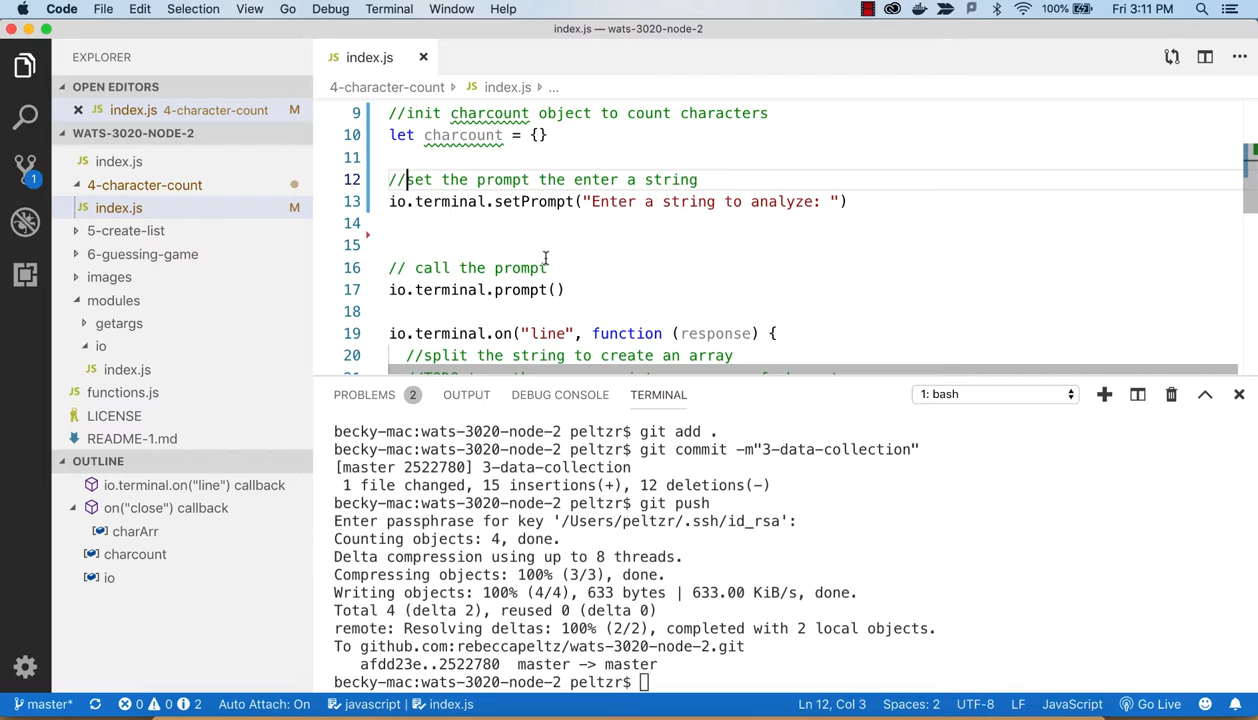 Code File Edit Selection View Go Debug Terminal Window Help 100% Fri 3:11 PM
index.js — wats-3020-node-2
EXPLORER
OPEN EDITORS
JS index.js 4-character-count M
WATS-3020-NODE-2
JS index.js
4-character-count
JS index.js M
5-create-list
6-guessing-game
images
modules
getargs
io
JS index.js
JS functions.js
LICENSE
README-1.md
OUTLINE
io.terminal.on("line") callback
on("close") callback
charArr
charcount
io
1
JS index.js
4-character-count JS index.js ...
9 //init charcount object to count characters
10 let charcount = {}
11
12 //set the prompt the enter a string
13 io.terminal.setPrompt("Enter a string to analyze: ")
14
15
16 // call the prompt
17 io.terminal.prompt()
18
19 io.terminal.on("line", function (response) {
20 //split the string to create an array
PROBLEMS 2 OUTPUT DEBUG CONSOLE TERMINAL 1: bash
becky-mac:wats-3020-node-2 peltzr$ git add .
becky-mac:wats-3020-node-2 peltzr$ git commit -m"3-data-collection"
[master 2522780] 3-data-collection
1 file changed, 15 insertions(+), 12 deletions(-)
becky-mac:wats-3020-node-2 peltzr$ git push
Enter passphrase for key '/Users/peltzr/.ssh/id_rsa':
Counting objects: 4, done.
Delta compression using up to 8 threads.
Compressing objects: 100% (3/3), done.
Writing objects: 100% (4/4), 633 bytes | 633.00 KiB/s, done.
Total 4 (delta 2), reused 0 (delta 0)
remote: Resolving deltas: 100% (2/2), completed with 2 local objects.
To github.com:rebeccapeltz/wats-3020-node-2.git
afdd23e..2522780 master -> master
becky-mac:wats-3020-node-2 peltzr$
master* 0 0 2 Auto Attach: On javascript index.js Ln 12, Col 3 Spaces: 2 UTF-8 LF JavaScript Go Live